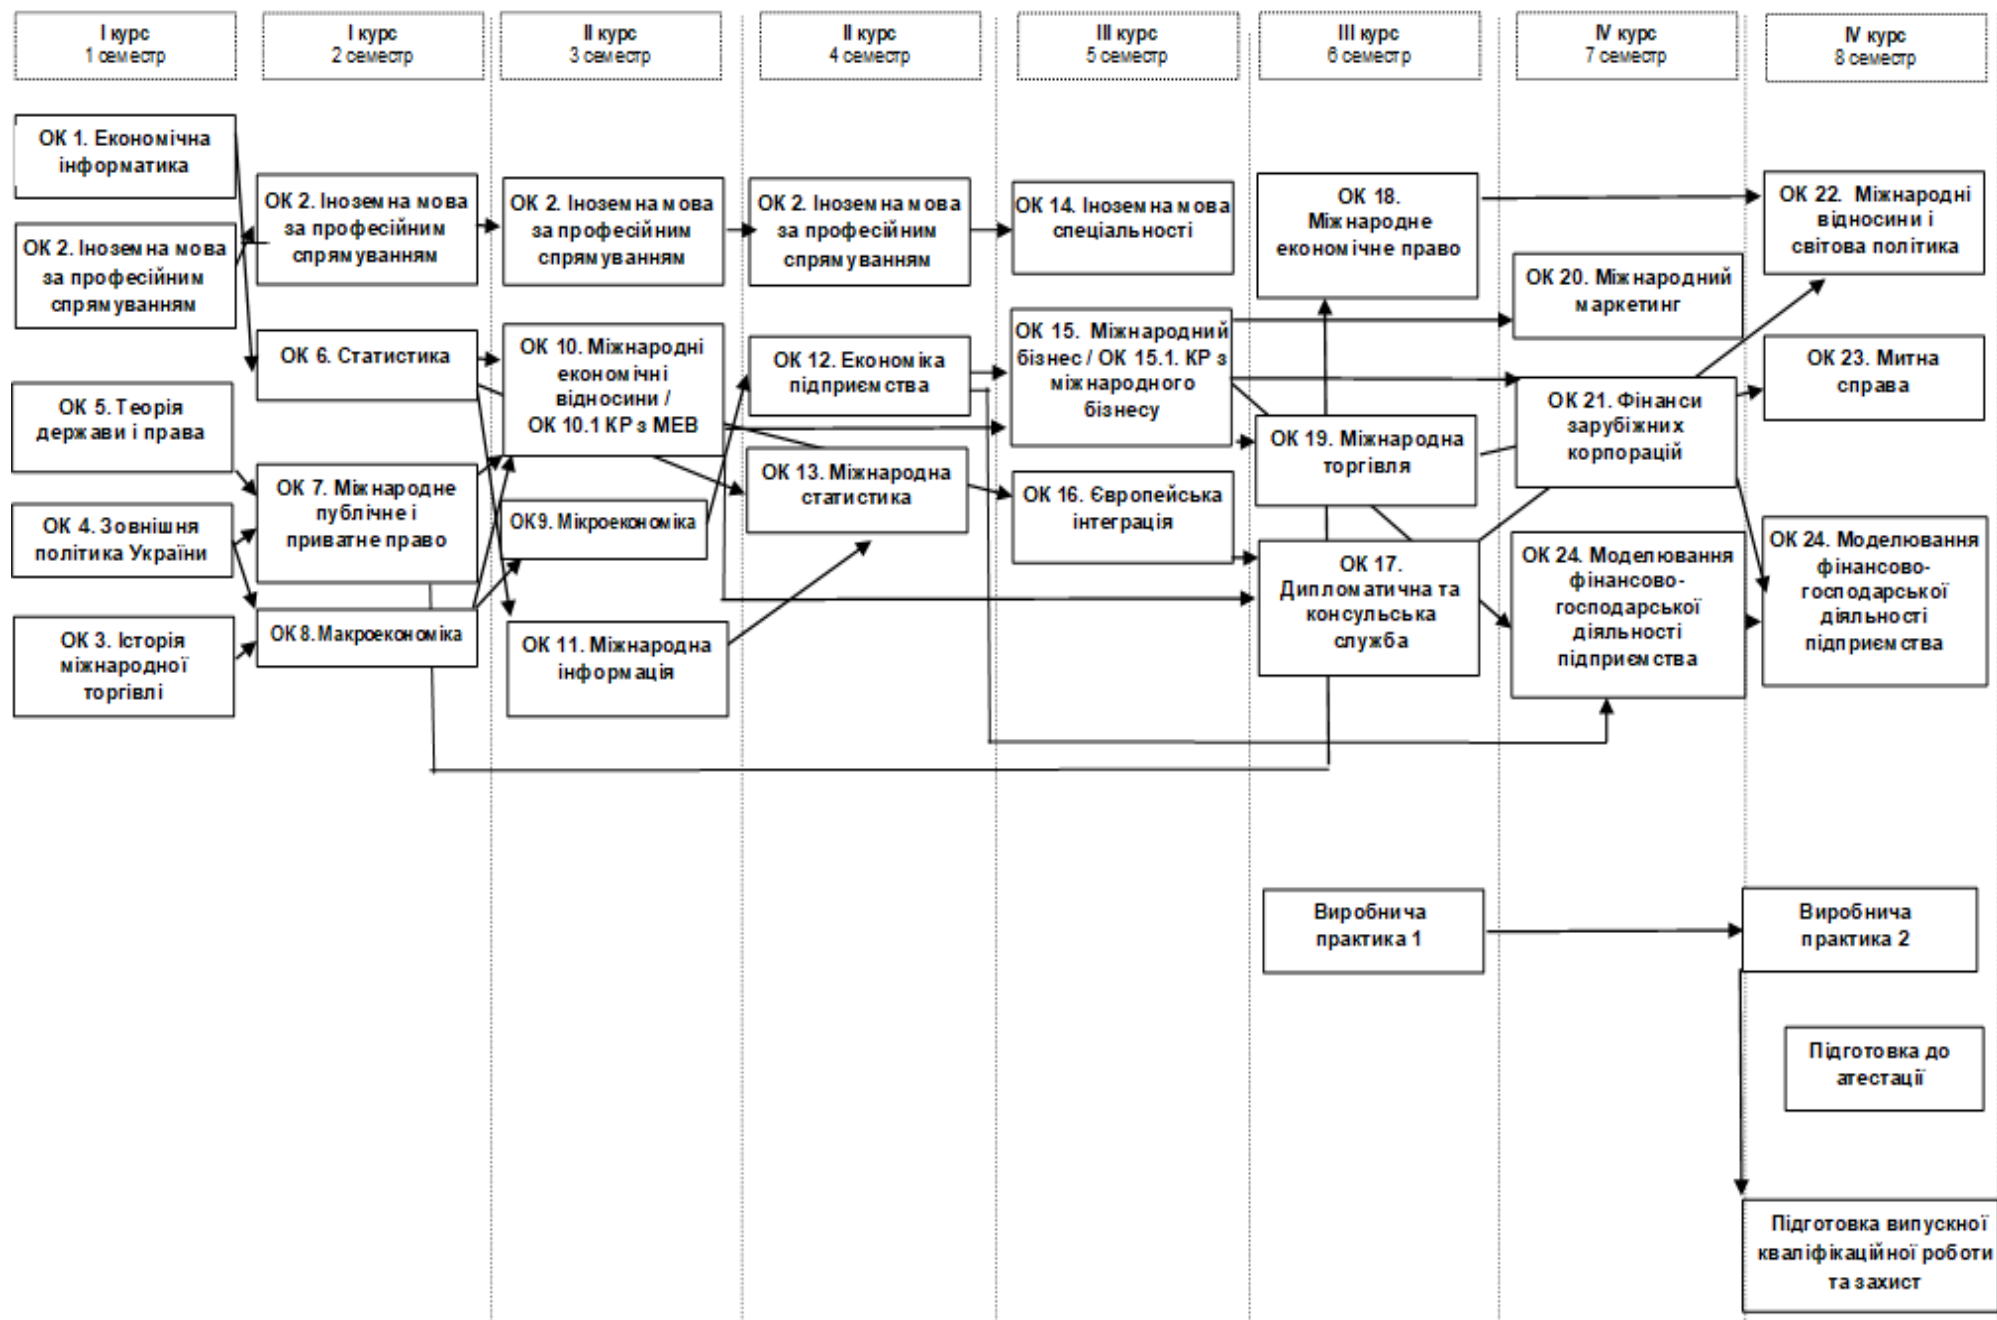 І курс
1 семестр
І курс
2 семестр
ІІ курс
3 семестр
ІІ курс
4 семестр
ІІІ курс
5 семестр
ІІІ курс
6 семестр
IV курс
7 семестр
IV курс
8 семестр
ОК 1. Економічна
інформатика
ОК 2. Іноземна мова
за професійним
спрямуванням
ОК 5. Теорія
держави і права
ОК 4. Зовнішня
політика України
ОК 3. Історія
міжнародної
торгівлі
ОК 2. Іноземна мова
за професійним
спрямуванням
ОК 6. Статистика
ОК 7. Міжнародне
публічне і
приватне право
ОК 8. Макроекономіка
ОК 2. Іноземна мова
за професійним
спрямуванням
ОК 10. Міжнародні
економічні
відносини /
ОК 10.1 КР з МЕВ
ОК9. Мікроекономіка
ОК 11. Міжнародна
інформація
ОК 2. Іноземна мова
за професійним
спрямуванням
ОК 12. Економіка
підприємства
ОК 13. Міжнародна
статистика
ОК 14. Іноземна мова
спеціальності
ОК 15. Міжнародний
бізнес / ОК 15.1. КР з
міжнародного
бізнесу
ОК 16. Європейська
інтеграція
ОК 18.
Міжнародне
економічне право
ОК 19. Міжнародна
торгівля
ОК 17.
Дипломатична та
консульська
служба
ОК 20. Міжнародний
маркетинг
ОК 21. Фінанси
зарубіжних
корпорацій
ОК 24. Моделювання
фінансово-
господарської
діяльності
підприємства
ОК 22. Міжнародні
відносини і
світова політика
ОК 23. Митна
справа
ОК 24. Моделювання
фінансово-
господарської
діяльності
підприємства
Виробнича
практика 1
Виробнича
практика 2
Підготовка до
атестації
Підготовка випускної
кваліфікаційної роботи
та захист